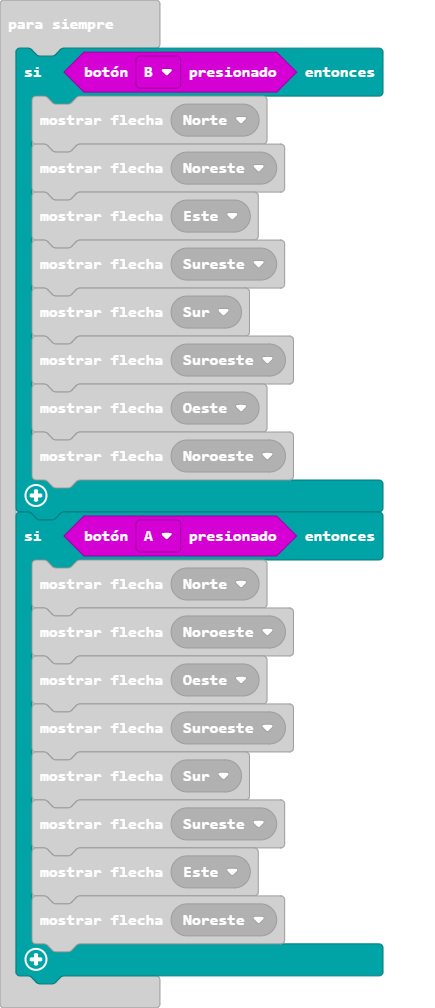 para siempre
si botón B presionado entonces
mostrar flecha Norte
mostrar flecha Noreste
mostrar flecha Este
mostrar flecha Sureste
mostrar flecha Sur
mostrar flecha Suroeste
mostrar flecha Oeste
mostrar flecha Noroeste
si botón A presionado entonces
mostrar flecha Norte
mostrar flecha Noroeste
mostrar flecha Oeste
mostrar flecha Suroeste
mostrar flecha Sur
mostrar flecha Sureste
mostrar flecha Este
mostrar flecha Noreste